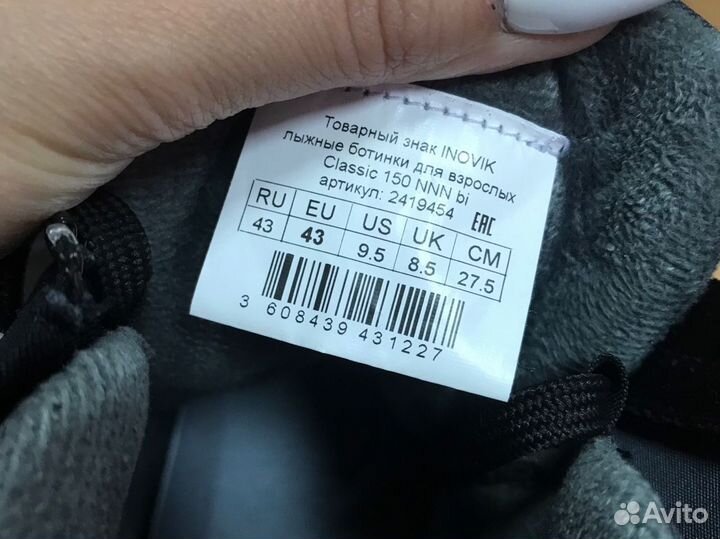 Товарный знак INOVIK
лыжные ботинки для взрослых
Classic 150 NNN bi
артикул: 2419454 EAC
RU EU US UK CM
43 43 9.5 8.5 27.5
3 608439 431227
Avito